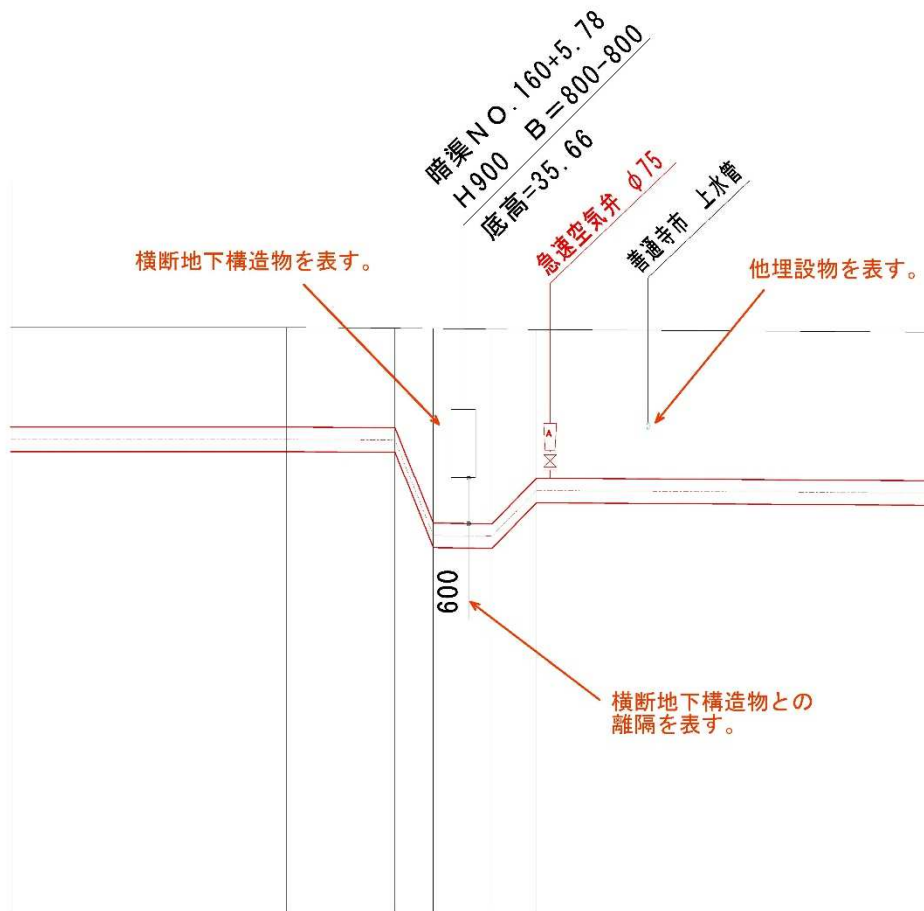 暗渠NO.160+5.78
H900 B=800-800
底高=35.66
急速空気弁 φ75
善通寺市 上水管
横断地下構造物を表す。
他埋設物を表す。
A
600
横断地下構造物との
離隔を表す。